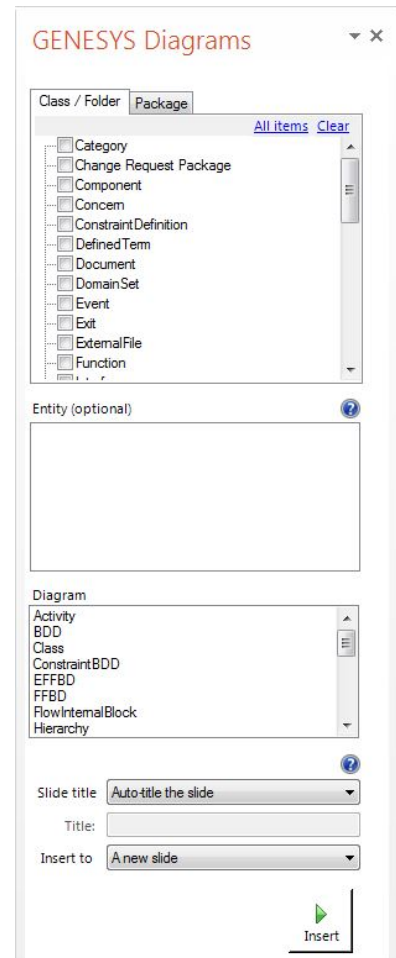 GENESYS Diagrams
Class / Folder Package
All items Clear
Category
Change Request Package
Component
Concern
ConstraintDefinition
DefinedTerm
Document
DomainSet
Event
Exit
ExternalFile
Function
Entity (optional)
Diagram
Activity
BDD
Class
ConstraintBDD
EFFBD
FFBD
FlowInternalBlock
Hierarchy
Slide title Auto-title the slide
Title:
Insert to A new slide
Insert